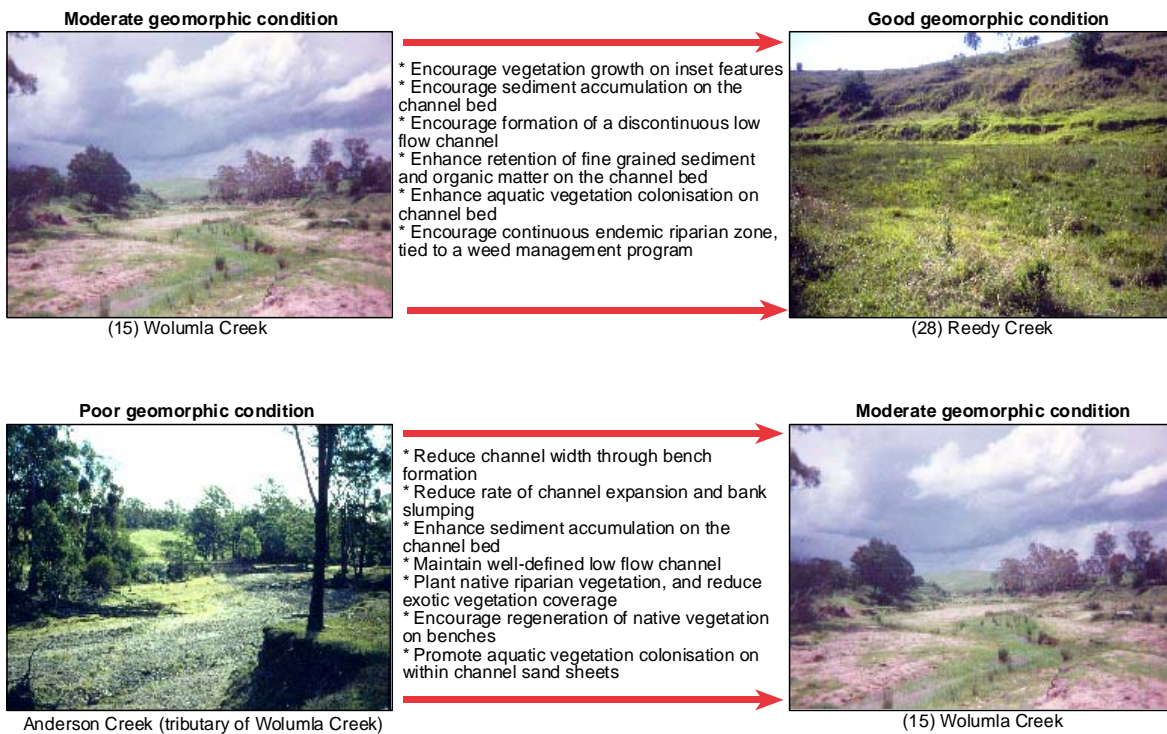 Moderate geomorphic condition
Good geomorphic condition
* Encourage vegetation growth on inset features
* Encourage sediment accumulation on the
channel bed
* Encourage formation of a discontinuous low
flow channel
* Enhance retention of fine grained sediment
and organic matter on the channel bed
* Enhance aquatic vegetation colonisation on
channel bed
* Encourage continuous endemic riparian zone,
tied to a weed management program
(15) Wolumla Creek
(28) Reedy Creek
Poor geomorphic condition
Moderate geomorphic condition
* Reduce channel width through bench
formation
* Reduce rate of channel expansion and bank
slumping
* Enhance sediment accumulation on the
channel bed
* Maintain well-defined low flow channel
* Plant native riparian vegetation, and reduce
exotic vegetation coverage
* Encourage regeneration of native vegetation
on benches
* Promote aquatic vegetation colonisation on
within channel sand sheets
Anderson Creek (tributary of Wolumla Creek)
(15) Wolumla Creek